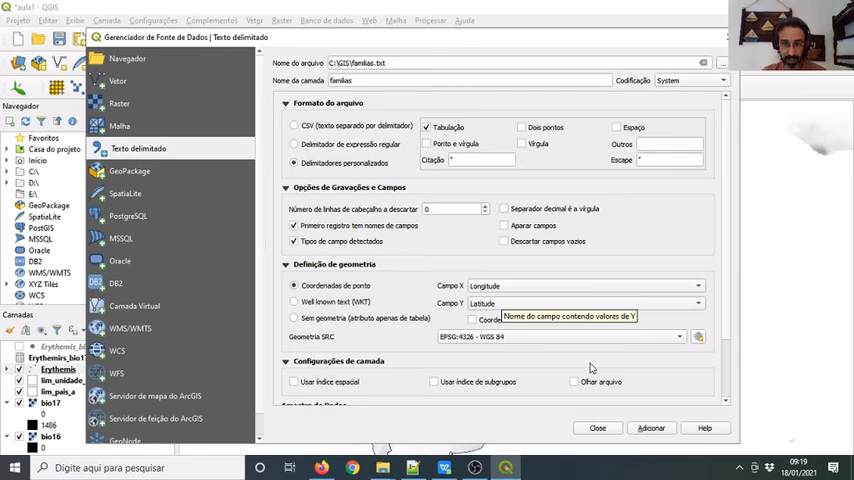 *aula1 - QGIS
Projeto Editar Exibir Camada Configurações Complementos Vetor Raster Banco de dados Web Malha Processar Ajuda
Gerenciador de Fonte de Dados | Texto delimitado
Navegador
Favoritos
Casa do projeto
Início
C:\
D:\
E:\
GeoPackage
SpatiaLite
PostGIS
MSSQL
Oracle
DB2
WMS/WMTS
XYZ Tiles
WCS
Camadas
Erythemis_bio1
Erythemis
lim_unidade_
lim_pais_a
bio17
0
1486
bio16
0
Navegador
Vetor
Raster
Malha
Texto delimitado
GeoPackage
SpatiaLite
PostgreSQL
MSSQL
Oracle
DB2
Camada Virtual
WMS/WMTS
WCS
WFS
Servidor de mapa do ArcGIS
Servidor de feição do ArcGIS
GeoNode
Nome do arquivo C:\GIS\familias.txt
Nome da camada familias Codificação System
Formato do arquivo
CSV (texto separado por delimitador) Tabulação Dois pontos Espaço
Delimitador de expressão regular Ponto e vírgula Vírgula Outros
Delimitadores personalizados Citação " Escape "
Opções de Gravações e Campos
Número de linhas de cabeçalho a descartar 0 Separador decimal é a vírgula
Primeiro registro tem nomes de campos Aparar campos
Tipos de campo detectados Descartar campos vazios
Definição de geometria
Coordenadas de ponto Campo X Longitude
Well known text (WKT) Campo Y Latitude
Nome do campo contendo valores de Y
Sem geometria (atributo apenas de tabela)
Geometria SRC EPSG:4326 - WGS 84
Configurações de camada
Usar índice espacial Usar índice de subgrupos Olhar arquivo
Close Adicionar Help
Digite aqui para pesquisar
09:19
18/01/2021